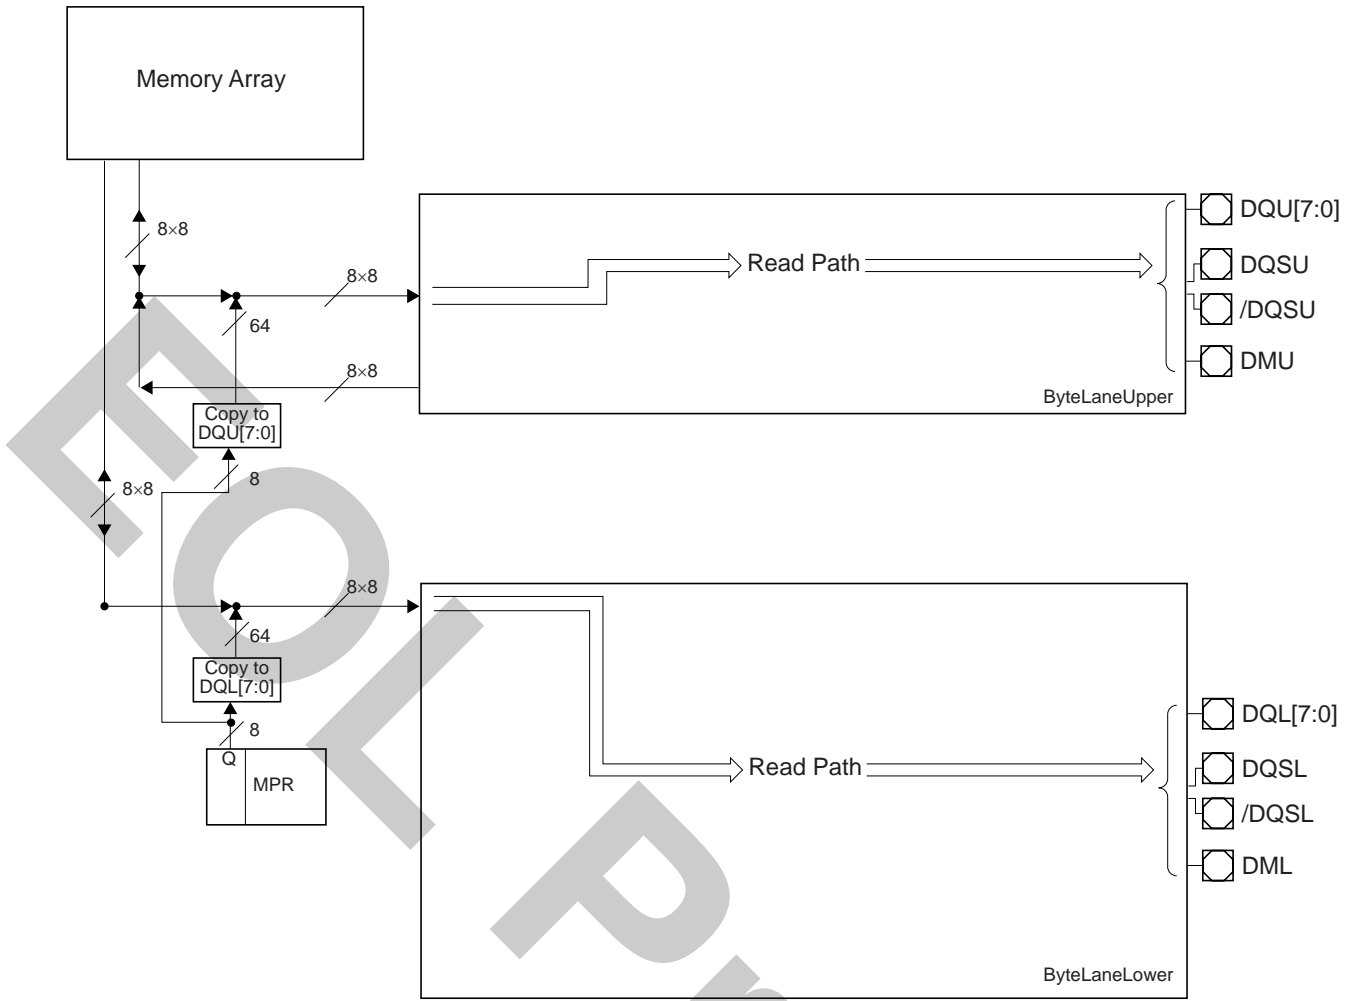 Memory Array
8×8
8×8
64
8×8
Copy to
DQU[7:0]
8
8×8
Read Path
ByteLaneUpper
DQU[7:0]
DQSU
/DQSU
DMU
8×8
64
Copy to
DQL[7:0]
8
Q
MPR
Read Path
ByteLaneLower
DQL[7:0]
DQSL
/DQSL
DML
EOL Pr